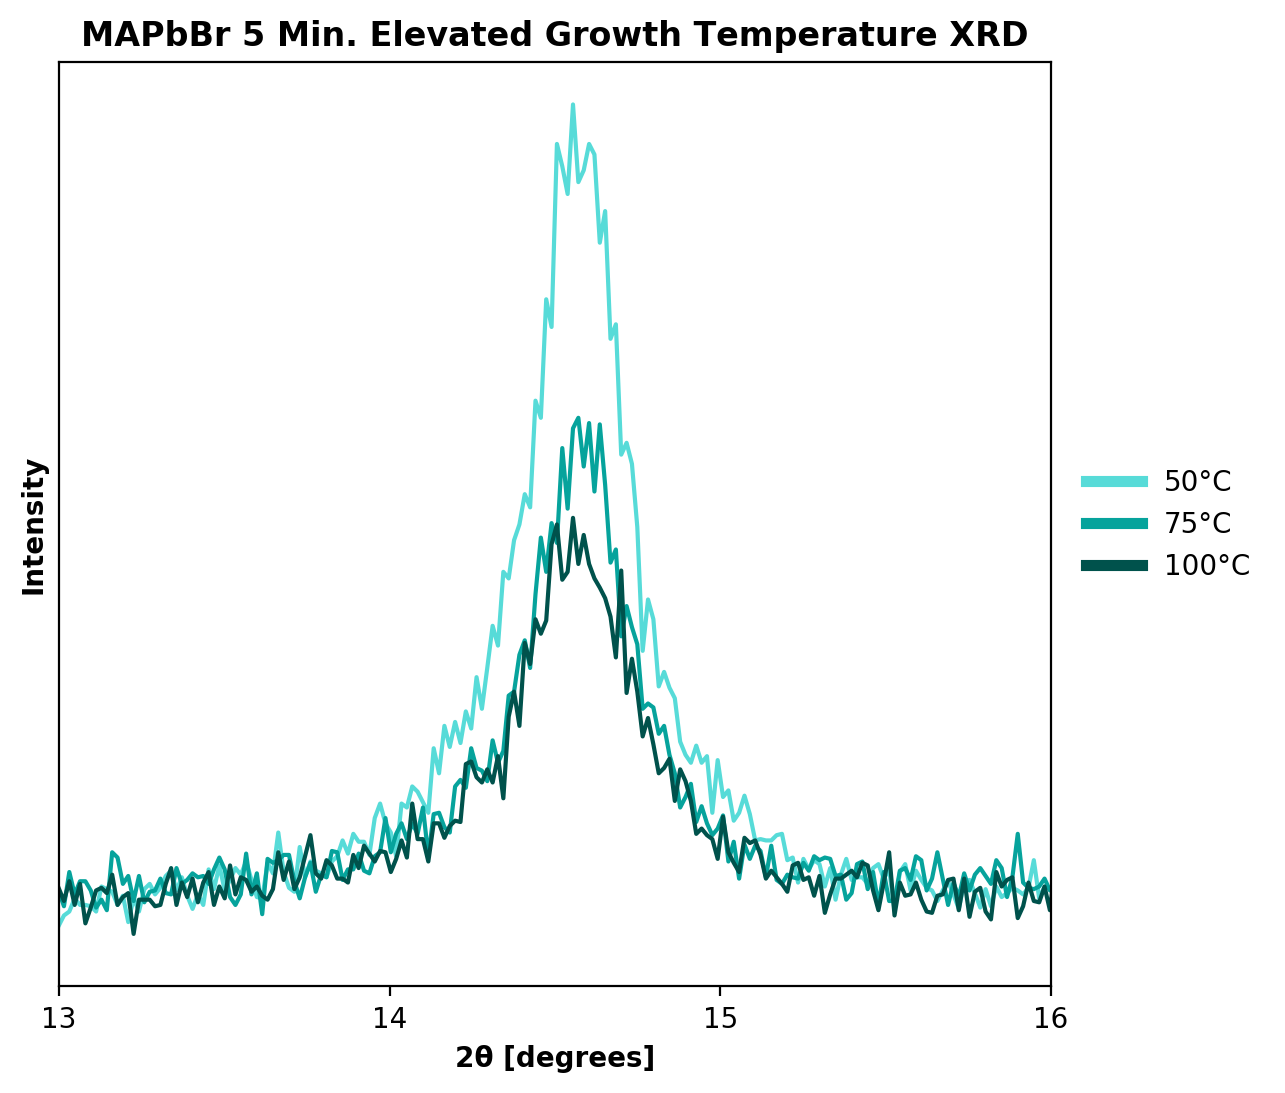 MAPbBr 5 Min. Elevated Growth Temperature XRD
Intensity
50°C
75°C
100°C
13 14 15 16
2θ [degrees]